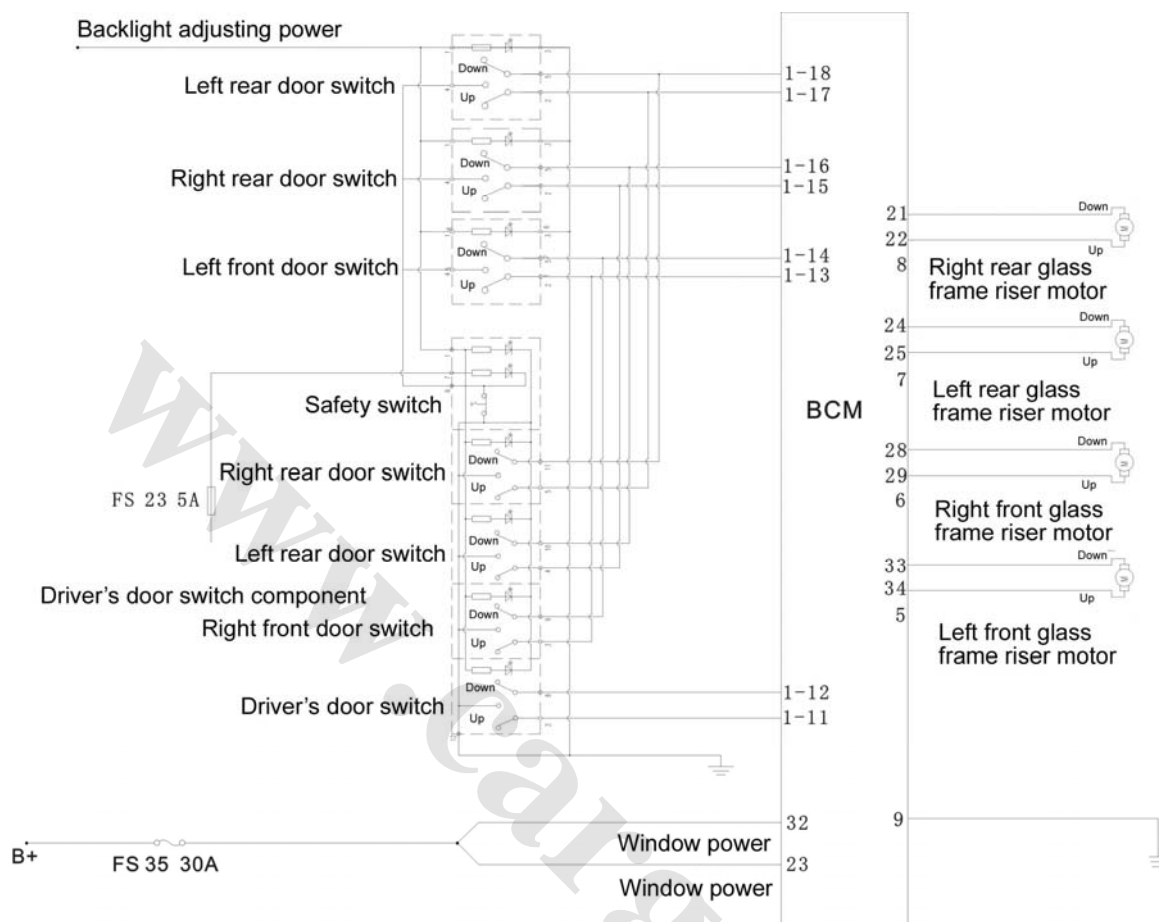 Backlight adjusting power
Down
Left rear door switch
Up
1-18
1-17
Down
Right rear door switch
Up
1-16
1-15
Down
Left front door switch
Up
1-14
1-13
Safety switch
Down
Right rear door switch
Up
FS 23 5A
Down
Left rear door switch
Up
Driver's door switch component
Down
Right front door switch
Up
Down
Driver's door switch
Up
1-12
1-11
BCM
21
Down
22
Up
8
M
Right rear glass
frame riser motor
24
Down
25
Up
7
M
Left rear glass
frame riser motor
28
Down
29
Up
6
M
Right front glass
frame riser motor
33
Down
34
Up
5
M
Left front glass
frame riser motor
B+
FS 35 30A
32
Window power
23
Window power
9
www.carg